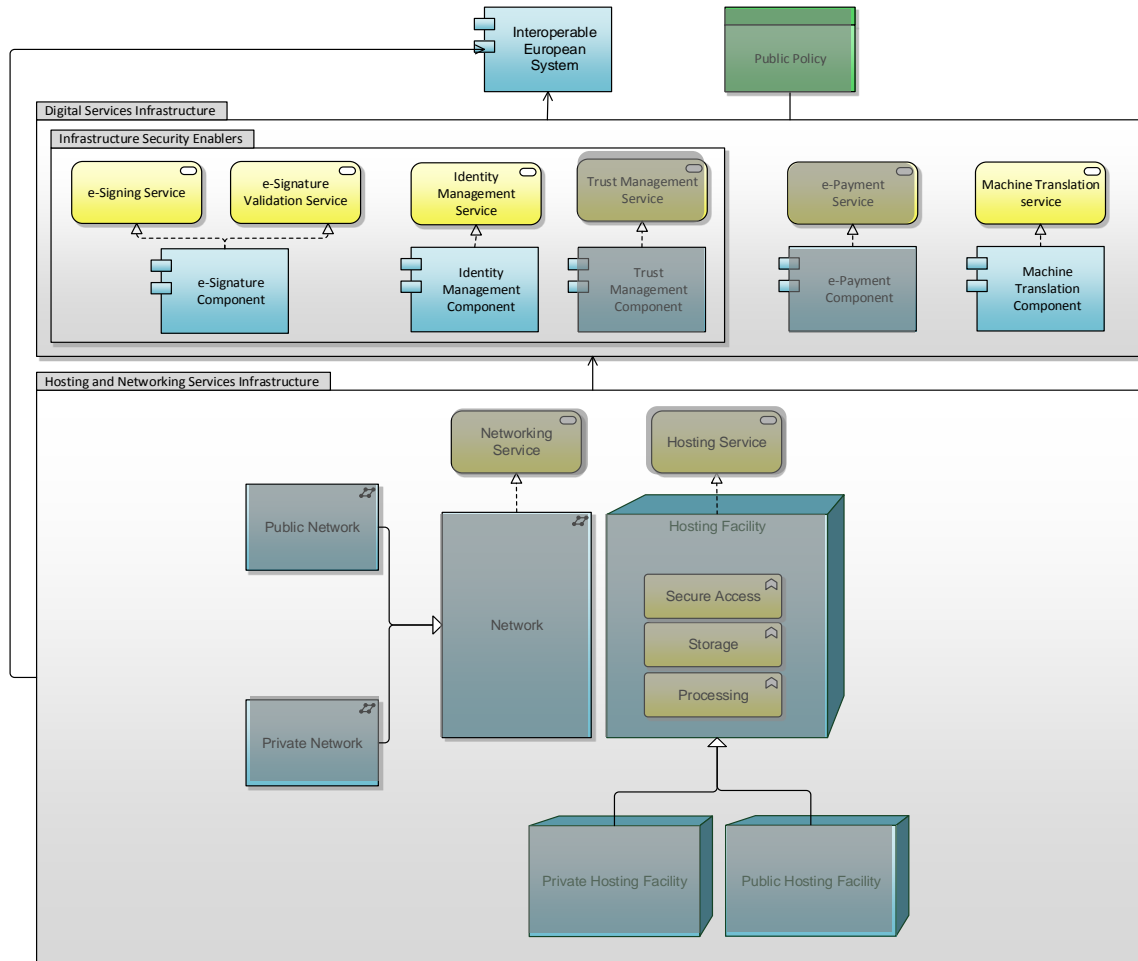 Interoperable
European
System
Public Policy
Digital Services Infrastructure
Infrastructure Security Enablers
e-Signing Service
e-Signature
Validation Service
Identity
Management
Service
Trust Management
Service
e-Payment
Service
Machine Translation
service
e-Signature
Component
Identity
Management
Component
Trust
Management
Component
e-Payment
Component
Machine
Translation
Component
Hosting and Networking Services Infrastructure
Networking
Service
Hosting Service
Public Network
Network
Hosting Facility
Secure Access
Storage
Processing
Private Network
Private Hosting Facility
Public Hosting Facility